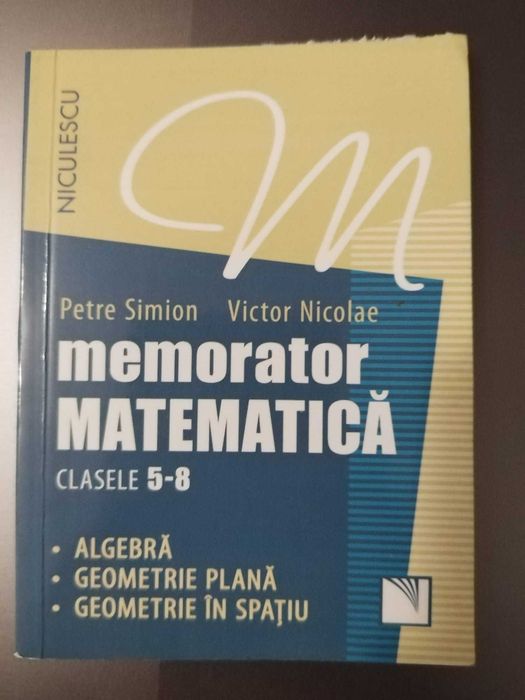 NICULESCU
m
Petre Simion Victor Nicolae
memorator
MATEMATICĂ
CLASELE 5-8
• ALGEBRĂ
• GEOMETRIE PLANĂ
• GEOMETRIE ÎN SPAŢIU